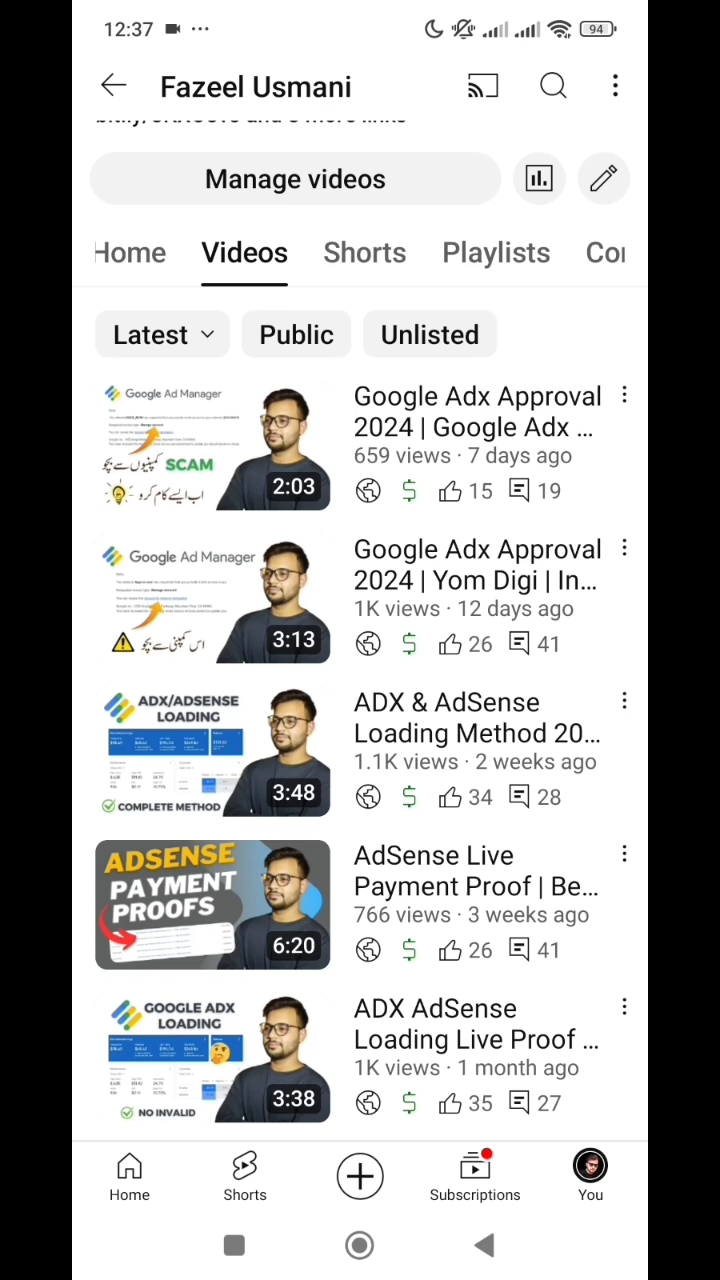 12:37
94
Fazeel Usmani
Manage videos
Home Videos Shorts Playlists Co
Latest Public Unlisted
Google Ad Manager
SCAM کمپنیوں سے بچو
اب ایسے کام کرو
2:03
Google Adx Approval
2024 | Google Adx ...
659 views · 7 days ago
15 19
Google Ad Manager
اس کمپنی سے بچو
3:13
Google Adx Approval
2024 | Yom Digi | In...
1K views · 12 days ago
26 41
ADX/ADSENSE
LOADING
COMPLETE METHOD
3:48
ADX & AdSense
Loading Method 20...
1.1K views · 2 weeks ago
34 28
ADSENSE
PAYMENT
PROOFS
6:20
AdSense Live
Payment Proof | Be...
766 views · 3 weeks ago
26 41
GOOGLE ADX
LOADING
NO INVALID
3:38
ADX AdSense
Loading Live Proof ...
1K views · 1 month ago
35 27
Home Shorts Subscriptions You